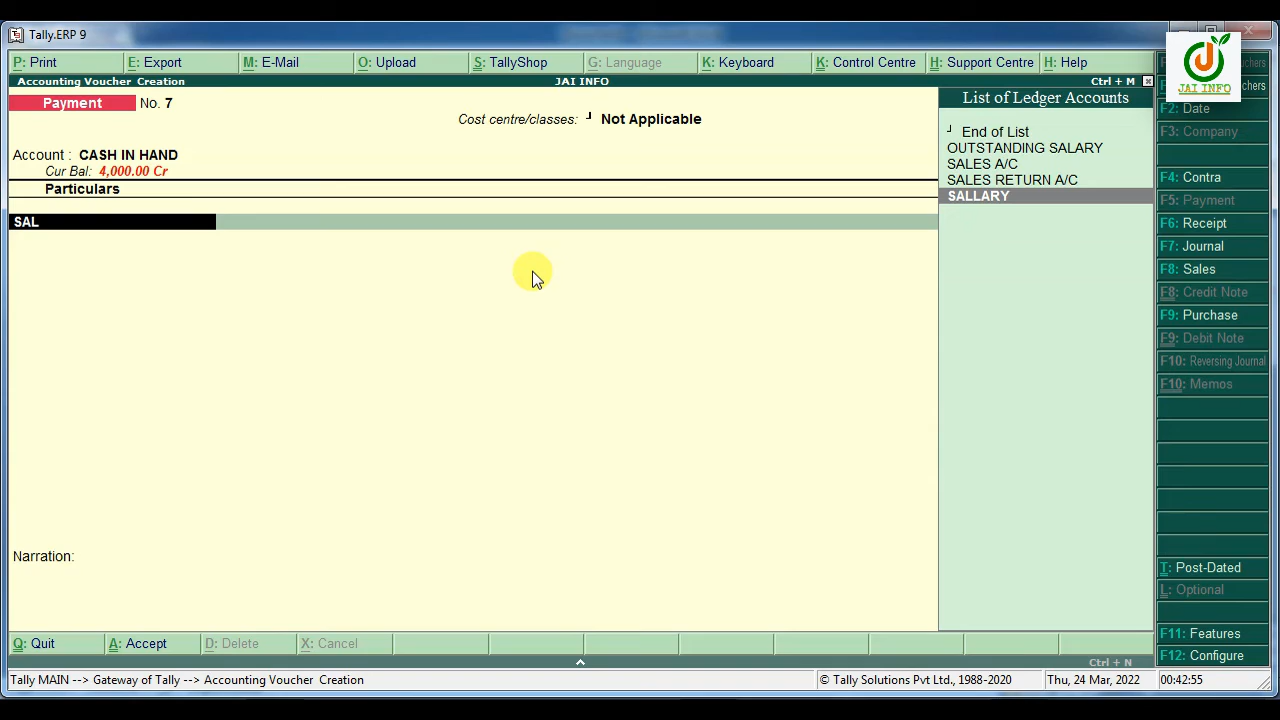 Tally.ERP 9
P: Print E: Export M: E-Mail O: Upload S: TallyShop G: Language K: Keyboard K: Control Centre H: Support Centre H: Help
Accounting Voucher Creation JAI INFO Ctrl + M
JAI INFO
Payment No. 7
Cost centre/classes: ┘ Not Applicable
Account : CASH IN HAND
Cur Bal: 4,000.00 Cr
Particulars
SAL
Narration:
List of Ledger Accounts
┘ End of List
OUTSTANDING SALARY
SALES A/C
SALES RETURN A/C
SALLARY
F2: Date
F3: Company
F4: Contra
F5: Payment
F6: Receipt
F7: Journal
F8: Sales
F8: Credit Note
F9: Purchase
F9: Debit Note
F10: Reversing Journal
F10: Memos
T: Post-Dated
L: Optional
F11: Features
F12: Configure
Q: Quit A: Accept D: Delete X: Cancel
Ctrl + N
Tally MAIN --> Gateway of Tally --> Accounting Voucher Creation © Tally Solutions Pvt Ltd., 1988-2020 Thu, 24 Mar, 2022 00:42:55